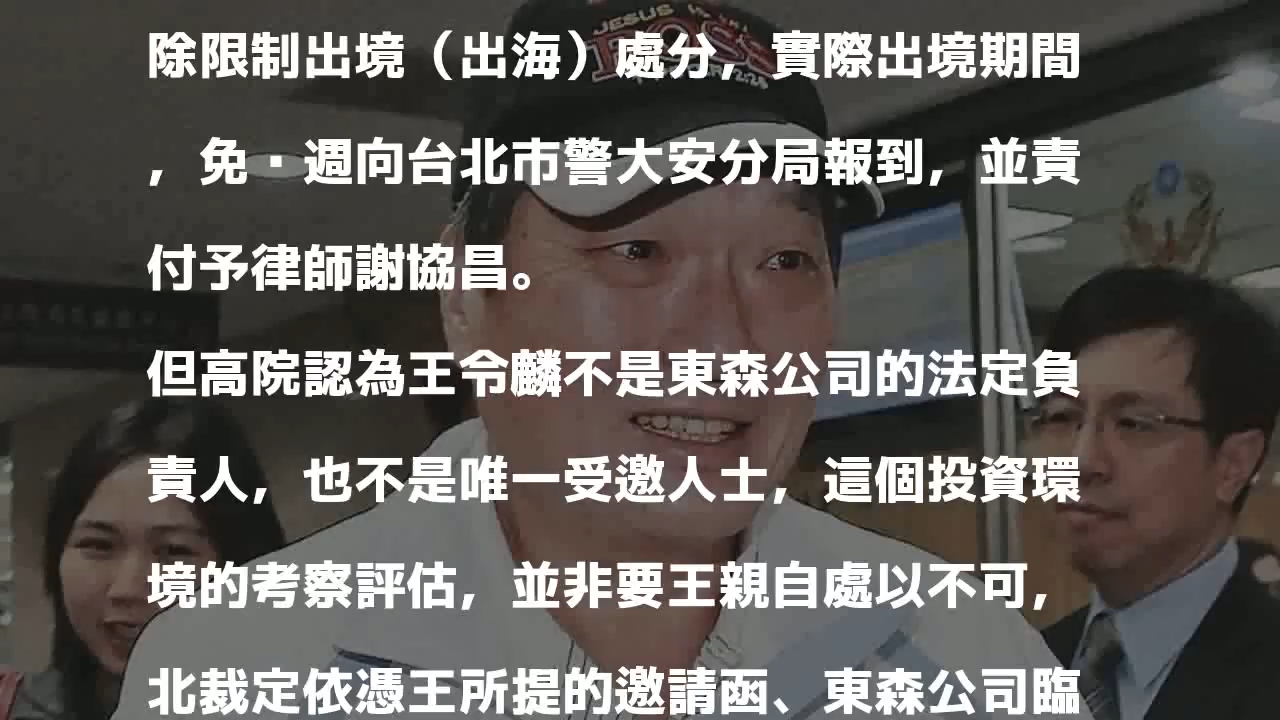 JESUS IS MY
BOSS
除限制出境（出海）處分，實際出境期間
，免·週向台北市警大安分局報到，並責
付予律師謝協昌。
但高院認為王令麟不是東森公司的法定負
責人，也不是唯一受邀人士，這個投資環
境的考察評估，並非要王親自處以不可，
北裁定依憑王所提的邀請函、東森公司臨